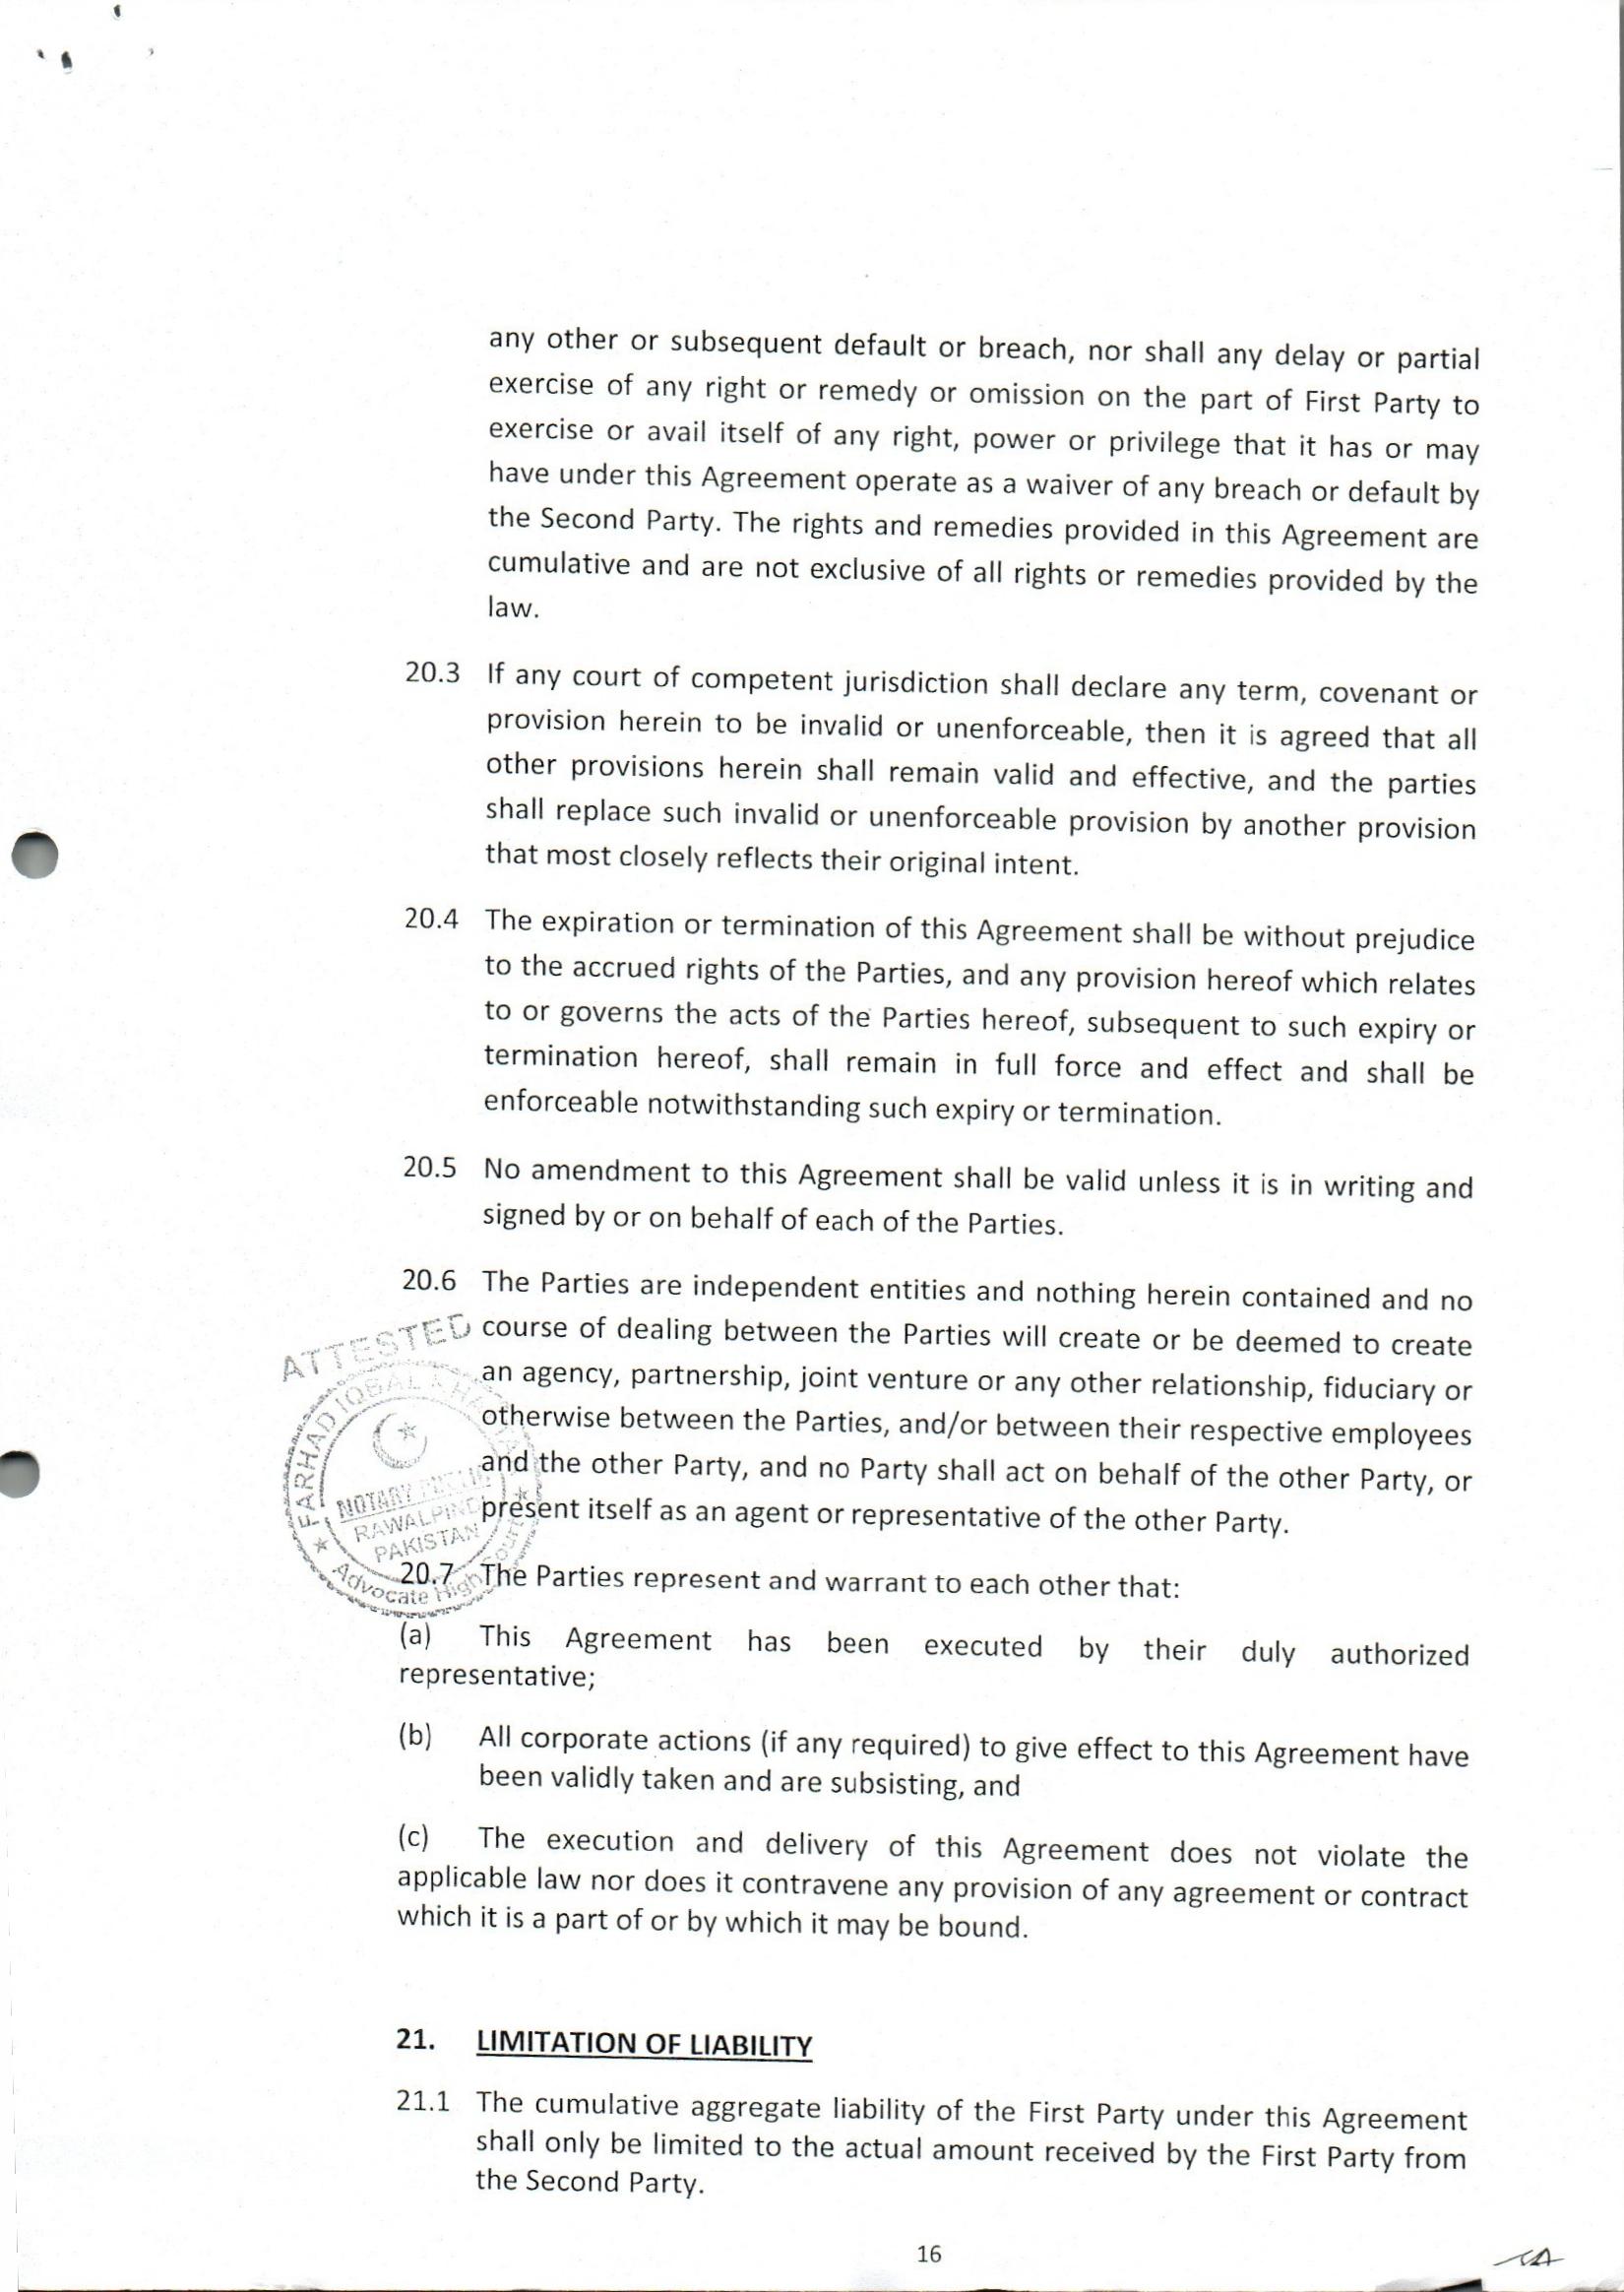 any other or subsequent default or breach, nor shall any delay or partial
exercise of any right or remedy or omission on the part of First Party to
exercise or avail itself of any right, power or privilege that it has or may
have under this Agreement operate as a waiver of any breach or default by
the Second Party. The rights and remedies provided in this Agreement are
cumulative and are not exclusive of all rights or remedies provided by the
law.
20.3 If any court of competent jurisdiction shall declare any term, covenant or
provision herein to be invalid or unenforceable, then it is agreed that all
other provisions herein shall remain valid and effective, and the parties
shall replace such invalid or unenforceable provision by another provision
that most closely reflects their original intent.
20.4 The expiration or termination of this Agreement shall be without prejudice
to the accrued rights of the Parties, and any provision hereof which relates
to or governs the acts of the Parties hereof, subsequent to such expiry or
termination hereof, shall remain in full force and effect and shall be
enforceable notwithstanding such expiry or termination.
20.5 No amendment to this Agreement shall be valid unless it is in writing and
signed by or on behalf of each of the Parties.
20.6 The Parties are independent entities and nothing herein contained and no
course of dealing between the Parties will create or be deemed to create
an agency, partnership, joint venture or any other relationship, fiduciary or
otherwise between the Parties, and/or between their respective employees
and the other Party, and no Party shall act on behalf of the other Party, or
present itself as an agent or representative of the other Party.
ATTESTED
FARHAD IQBAL
NOTARY PUBLIC
RAWALPINDI
PAKISTAN
Advocate High Court
20.7 The Parties represent and warrant to each other that:
(a) This Agreement has been executed by their duly authorized
representative;
(b) All corporate actions (if any required) to give effect to this Agreement have
been validly taken and are subsisting, and
(c) The execution and delivery of this Agreement does not violate the
applicable law nor does it contravene any provision of any agreement or contract
which it is a part of or by which it may be bound.
21. LIMITATION OF LIABILITY
21.1 The cumulative aggregate liability of the First Party under this Agreement
shall only be limited to the actual amount received by the First Party from
the Second Party.
16